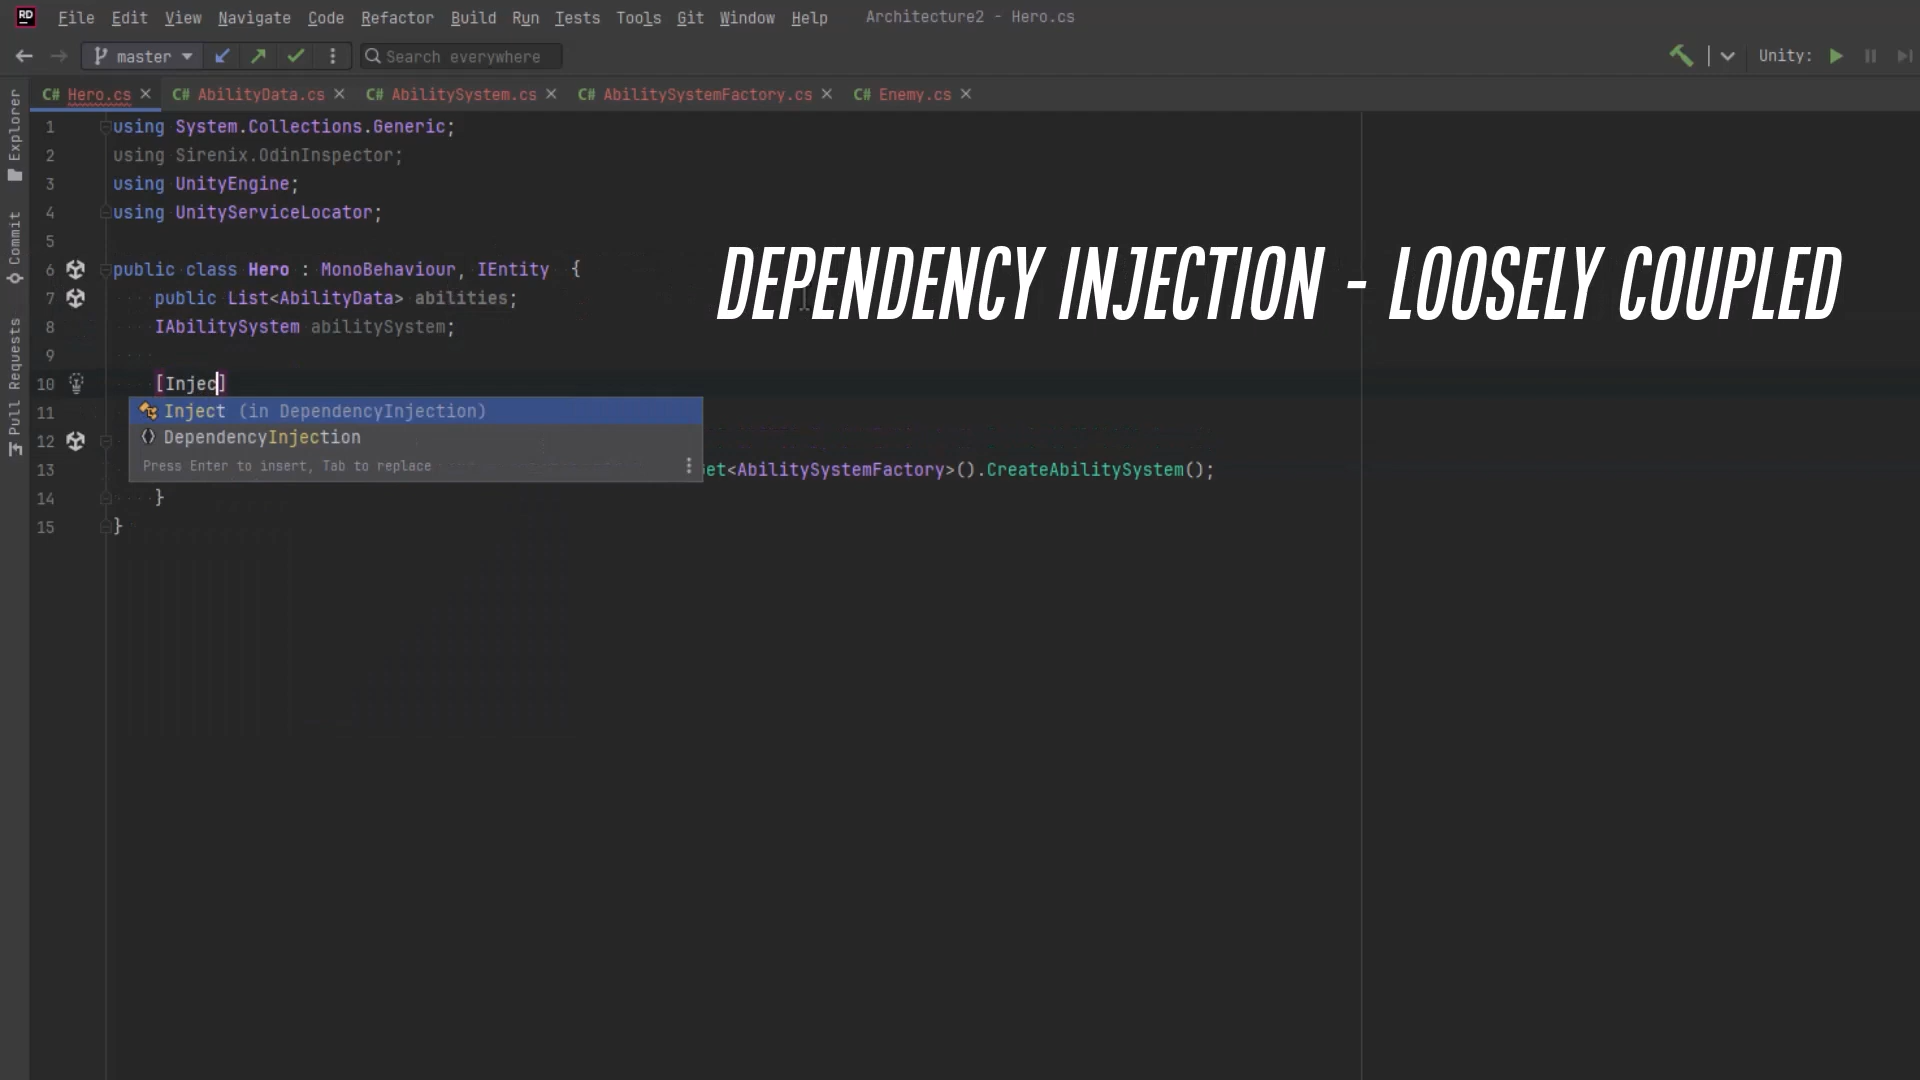 RD File Edit View Navigate Code Refactor Build Run Tests Tools Git Window Help Architecture2 - Hero.cs
master Search everywhere Unity:
C# Hero.cs C# AbilityData.cs C# AbilitySystem.cs C# AbilitySystemFactory.cs C# Enemy.cs
Explorer
Commit
Pull Requests
1 using System.Collections.Generic;
2 using Sirenix.OdinInspector;
3 using UnityEngine;
4 using UnityServiceLocator;
5
6 public class Hero : MonoBehaviour, IEntity {
7 public List<AbilityData> abilities;
8 IAbilitySystem abilitySystem;
9
DEPENDENCY INJECTION - LOOSELY COUPLED
10 [Injec]
11 Inject (in DependencyInjection)
12 DependencyInjection
Press Enter to insert, Tab to replace
13 et<AbilitySystemFactory>().CreateAbilitySystem();
14 }
15 }